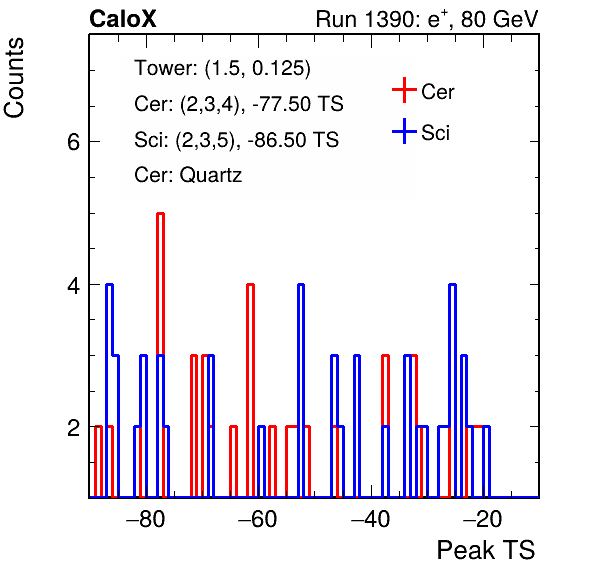 CaloX Run 1390: e+, 80 GeV
Counts
Tower: (1.5, 0.125)
Cer: (2,3,4), -77.50 TS
Sci: (2,3,5), -86.50 TS
Cer: Quartz
Cer
Sci
6
4
2
−80 −60 −40 −20
Peak TS